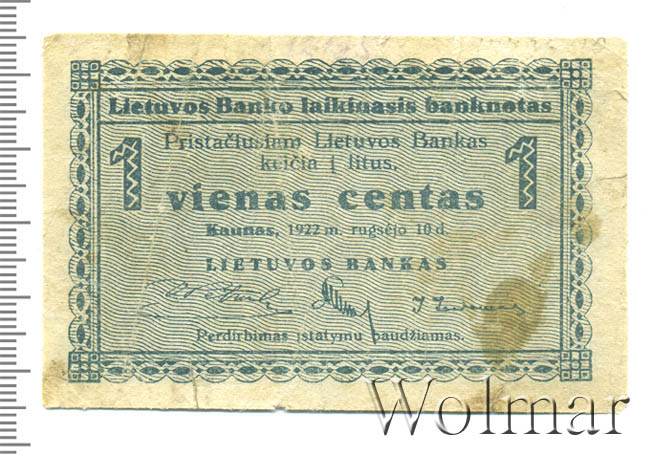 Lietuvos Banko laikinasis banknotas
Pristačiusiam Lietuvos Bankas
keičia į litus.
1 vienas centas 1
Kaunas, 1922 m. rugsėjo 10 d.
LIETUVOS BANKAS
Perdirbimas įstatymu baudžiamas.
Wolmar